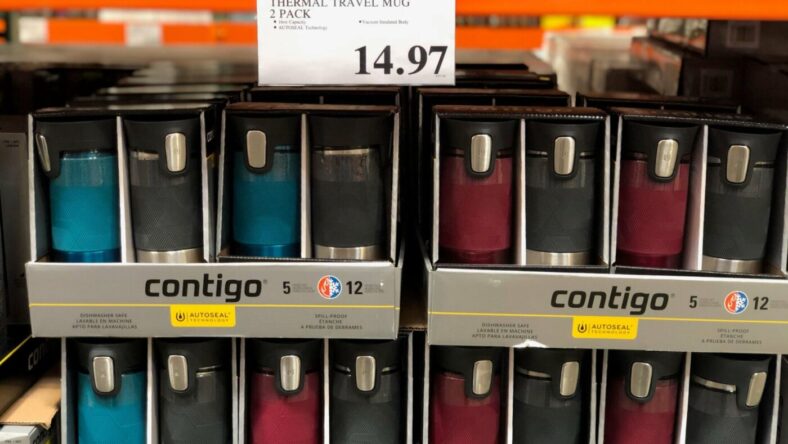 THERMAL TRAVEL MUG
2 PACK
Vacuum Insulated Body
AUTOSEAL Technology
14.97
contigo 5 12
AUTOSEAL
TECHNOLOGY
DISHWASHER SAFE
LAVABLE EN MACHINE
APTO PARA LAVAVAJILLAS
SPILL-PROOF
ÉTANCHE
A PRUEBA DE DERRAMES
contigo 5 12
AUTOSEAL
TECHNOLOGY
DISHWASHER SAFE
LAVABLE EN MACHINE
APTO PARA LAVAVAJILLAS
SPILL-PROOF
ÉTANCHE
A PRUEBA DE DERRAMES